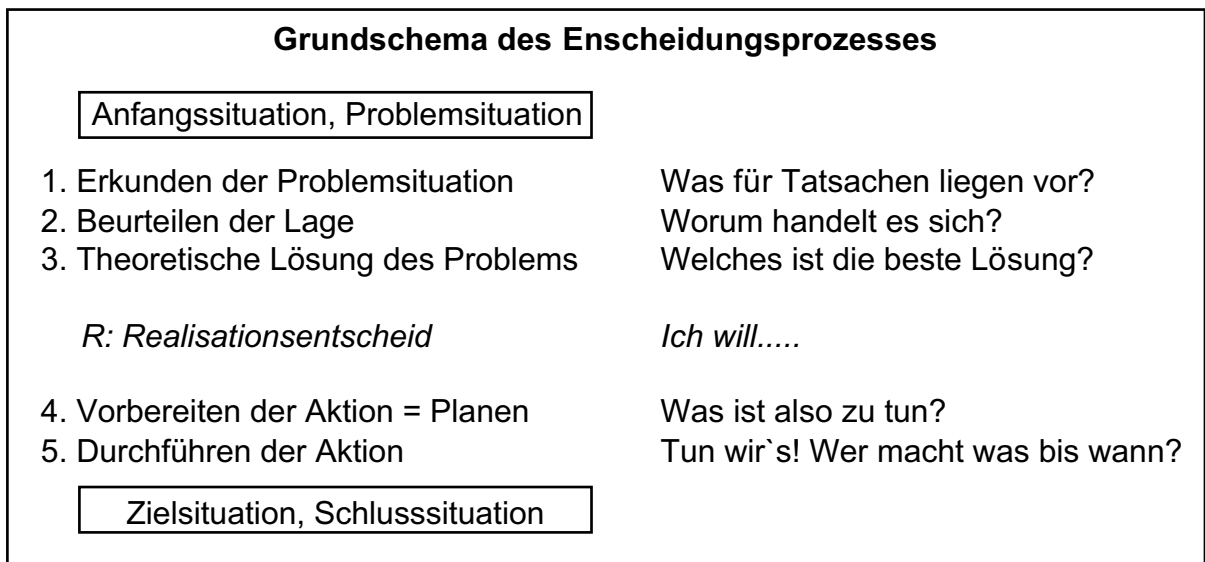 Grundschema des Enscheidungsprozesses
Anfangssituation, Problemsituation
1. Erkunden der Problemsituation Was für Tatsachen liegen vor?
2. Beurteilen der Lage Worum handelt es sich?
3. Theoretische Lösung des Problems Welches ist die beste Lösung?
R: Realisationsentscheid Ich will.....
4. Vorbereiten der Aktion = Planen Was ist also zu tun?
5. Durchführen der Aktion Tun wir`s! Wer macht was bis wann?
Zielsituation, Schlusssituation